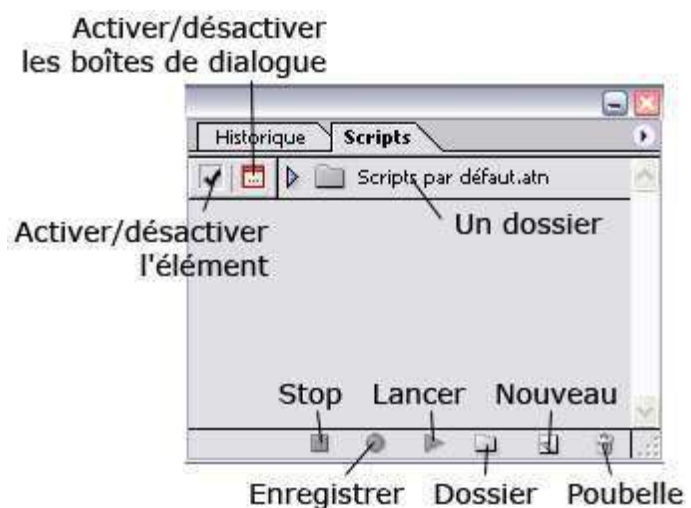 Activer/désactiver
les boîtes de dialogue
Historique
Scripts
Scripts par défaut.atn
Un dossier
Activer/désactiver
l'élément
Stop
Lancer
Nouveau
Enregistrer
Dossier
Poubelle